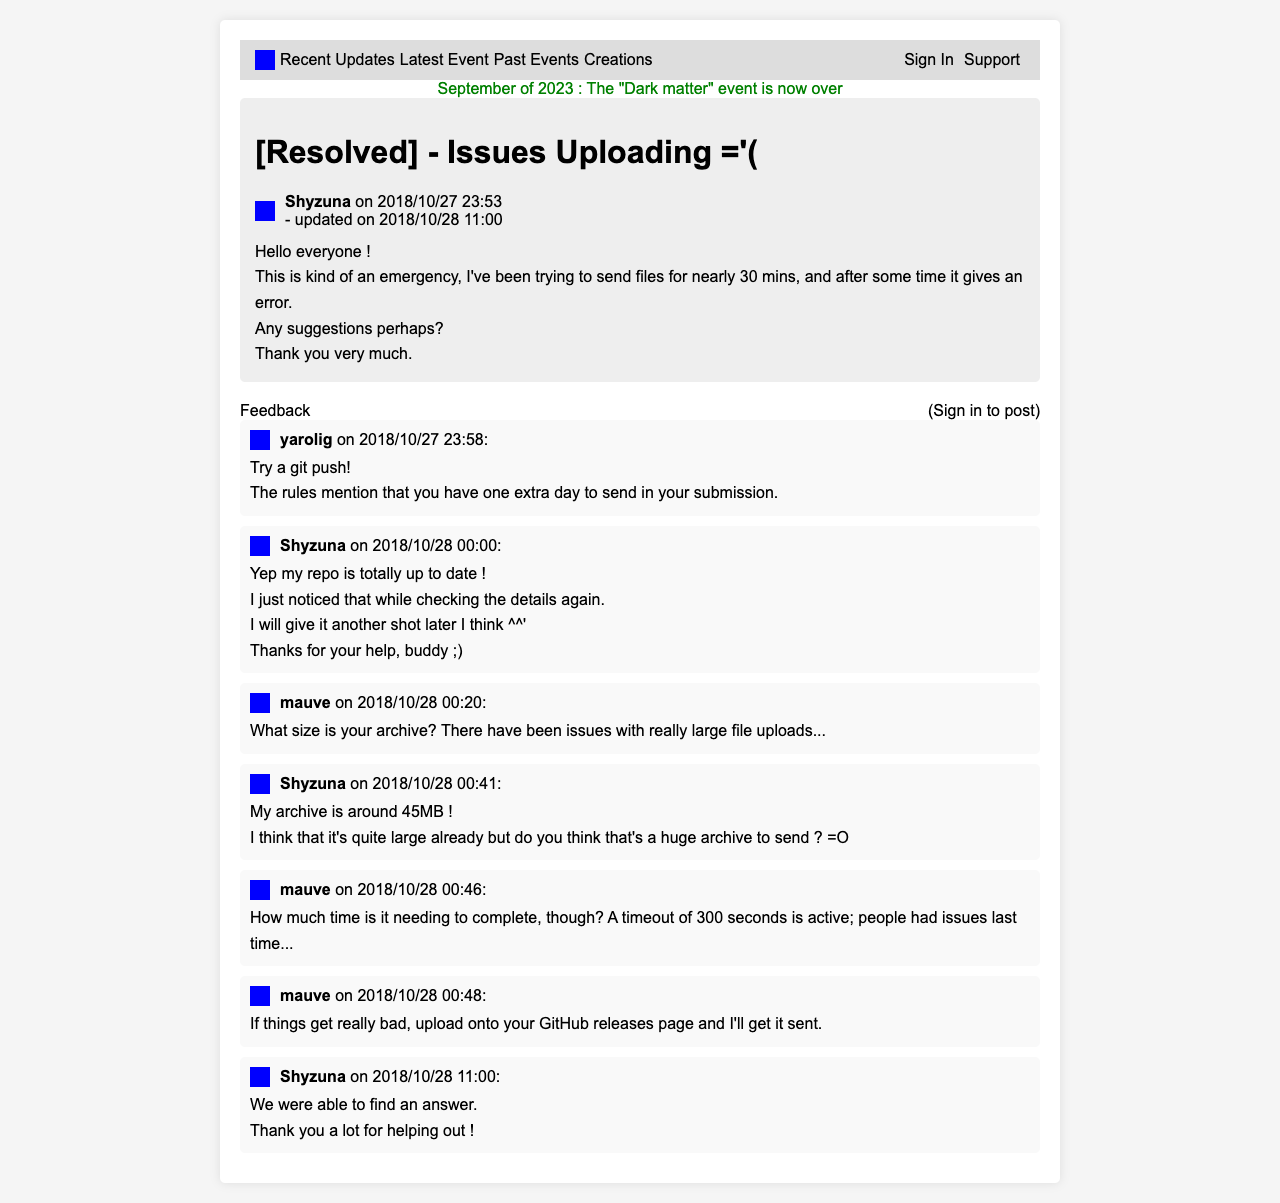 Recent Updates Latest Event Past Events Creations Sign In Support
September of 2023 : The "Dark matter" event is now over
[Resolved] - Issues Uploading ='(
Shyzuna on 2018/10/27 23:53
- updated on 2018/10/28 11:00
Hello everyone !
This is kind of an emergency, I've been trying to send files for nearly 30 mins, and after some time it gives an
error.
Any suggestions perhaps?
Thank you very much.
Feedback (Sign in to post)
yarolig on 2018/10/27 23:58:
Try a git push!
The rules mention that you have one extra day to send in your submission.
Shyzuna on 2018/10/28 00:00:
Yep my repo is totally up to date !
I just noticed that while checking the details again.
I will give it another shot later I think ^^'
Thanks for your help, buddy ;)
mauve on 2018/10/28 00:20:
What size is your archive? There have been issues with really large file uploads...
Shyzuna on 2018/10/28 00:41:
My archive is around 45MB !
I think that it's quite large already but do you think that's a huge archive to send ? =O
mauve on 2018/10/28 00:46:
How much time is it needing to complete, though? A timeout of 300 seconds is active; people had issues last
time...
mauve on 2018/10/28 00:48:
If things get really bad, upload onto your GitHub releases page and I'll get it sent.
Shyzuna on 2018/10/28 11:00:
We were able to find an answer.
Thank you a lot for helping out !